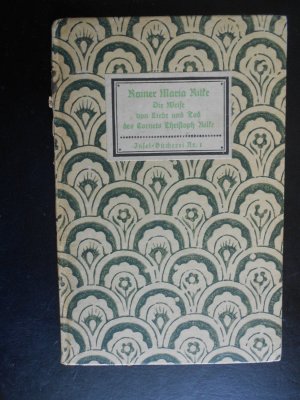 Rainer Maria Rilke
Die Weise
von Liebe und Tod
des Cornets Christoph Rilke
Insel-Bücherei Nr. 1